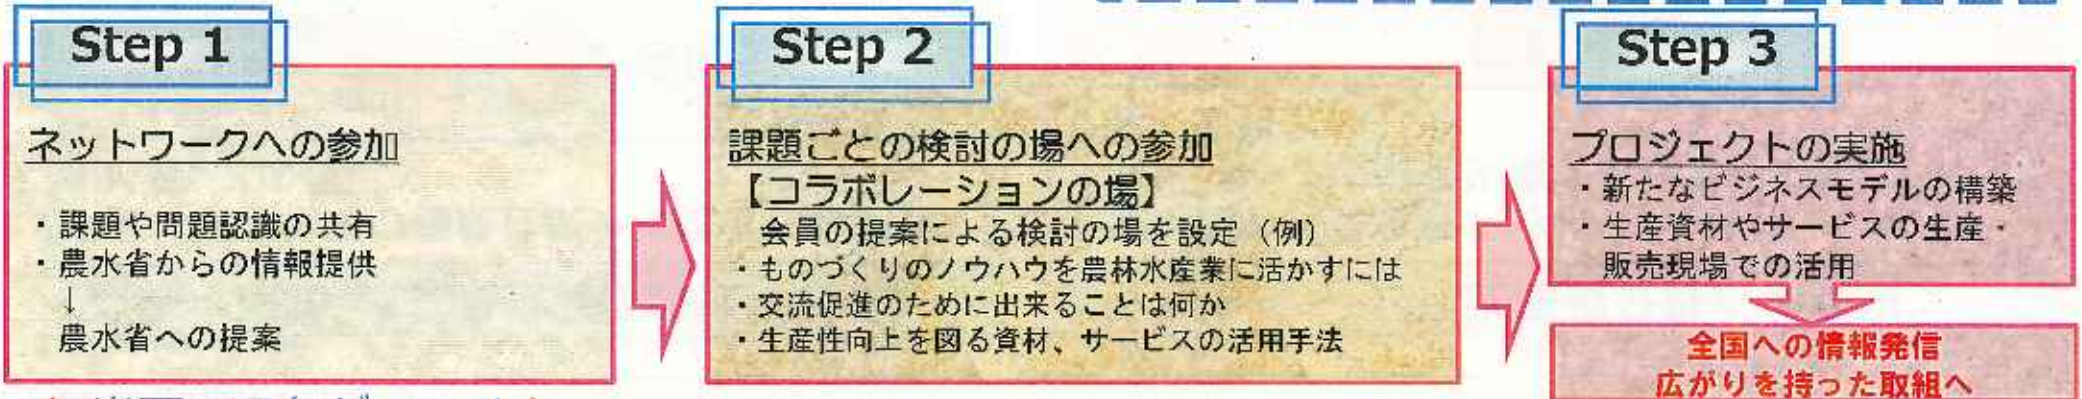 Step 1
ネットワークへの参加
・課題や問題認識の共有
・農水省からの情報提供
↓
農水省への提案
Step 2
課題ごとの検討の場への参加
【コラボレーションの場】
会員の提案による検討の場を設定（例）
・ものづくりのノウハウを農林水産業に活かすには
・交流促進のために出来ることは何か
・生産性向上を図る資材、サービスの活用手法
Step 3
プロジェクトの実施
・新たなビジネスモデルの構築
・生産資材やサービスの生産・
販売現場での活用
全国への情報発信
広がりを持った取組へ